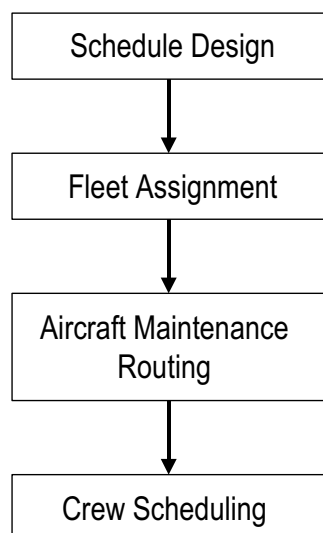 Schedule Design
Fleet Assignment
Aircraft Maintenance
Routing
Crew Scheduling